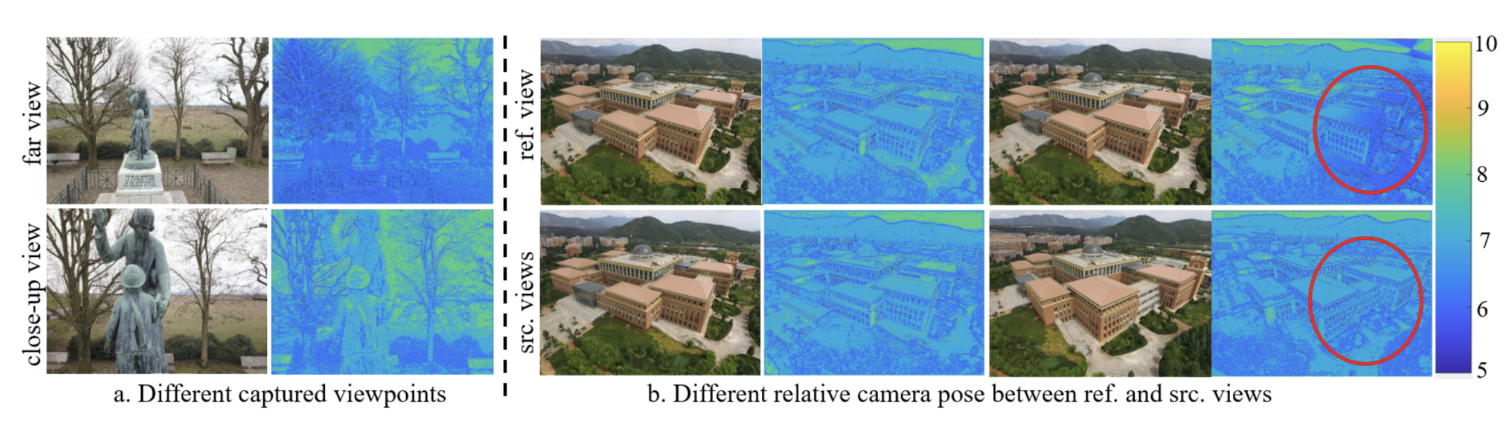 far view
close-up view
ref. view
src. views
10
9
8
7
6
5
a. Different captured viewpoints
b. Different relative camera pose between ref. and src. views